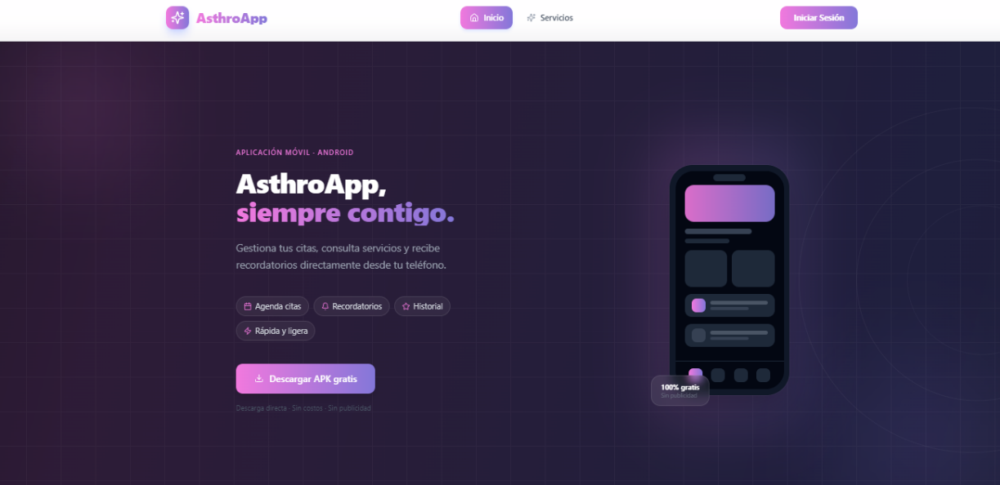 AsthroApp
Inicio
Servicios
Iniciar Sesión
APLICACIÓN MÓVIL · ANDROID
AsthroApp,
siempre contigo.
Gestiona tus citas, consulta servicios y recibe
recordatorios directamente desde tu teléfono.
Agenda citas
Recordatorios
Historial
Rápida y ligera
Descargar APK gratis
Descarga directa · Sin costos · Sin publicidad
100% gratis
Sin publicidad